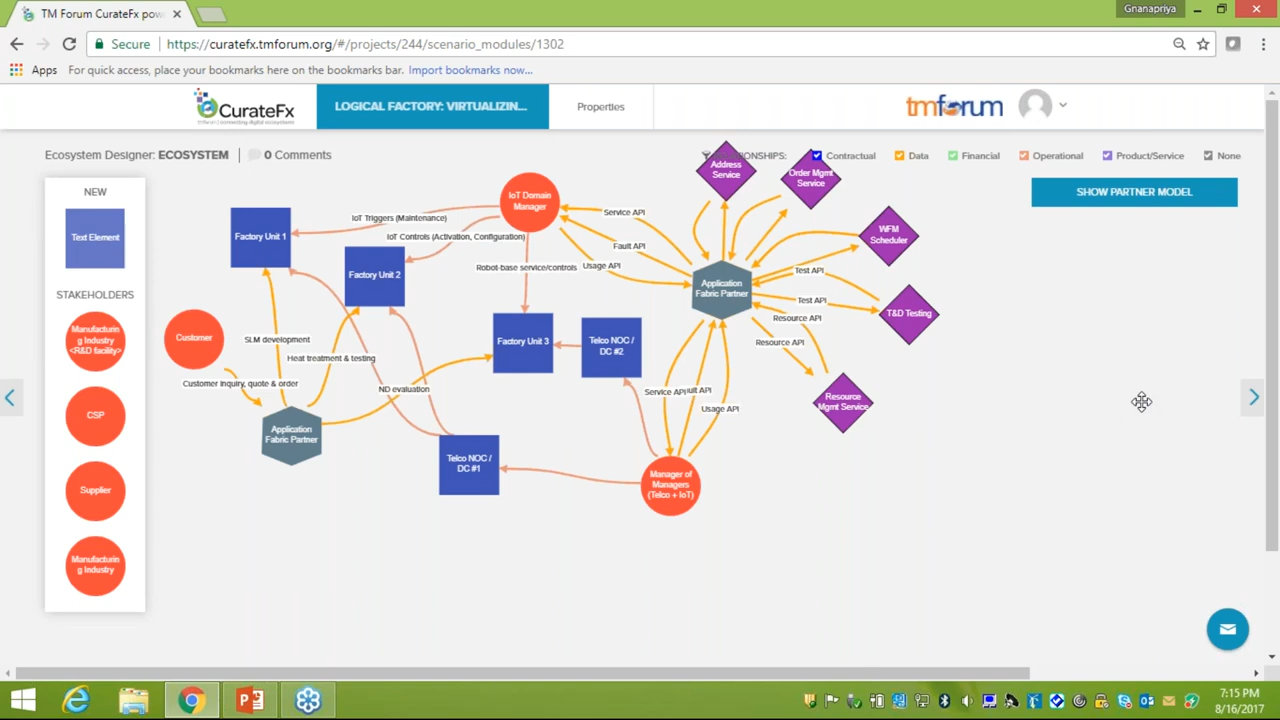 Gnanapriya
TM Forum CurateFx pow
Secure
https://curatefx.tmforum.org/#/projects/244/scenario_modules/1302
Apps
For quick access, place your bookmarks here on the bookmarks bar. Import bookmarks now...
CurateFx
LOGICAL FACTORY: VIRTUALIZIN...
Properties
tmforum
Ecosystem Designer: ECOSYSTEM
0 Comments
Contractual
Data
Financial
Operational
Product/Service
None
SHOW PARTNER MODEL
NEW
Text Element
STAKEHOLDERS
Manufacturin
g Industry
<R&D facility>
CSP
Supplier
Manufacturin
g Industry
Customer
Customer inquiry, quote & order
Application
Fabric Partner
Factory Unit 1
Factory Unit 2
Factory Unit 3
SLM development
Heat treatment & testing
ND evaluation
IoT Triggers (Maintenance)
IoT Controls (Activation, Configuration)
Robot-base service/controls
IoT Domain
Manager
Telco NOC /
DC #2
Telco NOC /
DC #1
Manager of
Managers
(Telco + IoT)
Service API
Fault API
Usage API
Application
Fabric Partner
Address
Service
Order Mgmt
Service
WFM
Scheduler
T&D Testing
Resource
Mgmt Service
Test API
Test API
Resource API
Resource API
Service API
ult API
Usage API
7:15 PM
8/16/2017